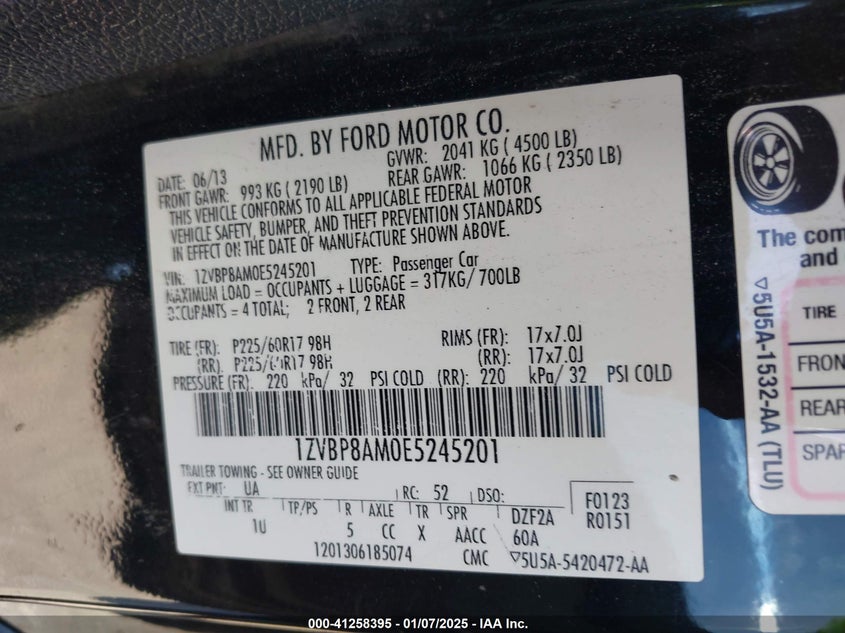 MFD. BY FORD MOTOR CO.
DATE: 06/13 GVWR: 2041 KG ( 4500 LB)
FRONT GAWR: 993 KG ( 2190 LB) REAR GAWR: 1066 KG ( 2350 LB)
THIS VEHICLE CONFORMS TO ALL APPLICABLE FEDERAL MOTOR
VEHICLE SAFETY, BUMPER, AND THEFT PREVENTION STANDARDS
IN EFFECT ON THE DATE OF MANUFACTURE SHOWN ABOVE.
VIN: 1ZVBP8AM0E5245201 TYPE: Passenger Car
MAXIMUM LOAD = OCCUPANTS + LUGGAGE = 317KG/ 700LB
OCCUPANTS = 4 TOTAL; 2 FRONT, 2 REAR
TIRE (FR): P225/60R17 98H RIMS (FR): 17x7.0J
(RR): P225/60R17 98H (RR): 17x7.0J
PRESSURE (FR): 220 kPa/ 32 PSI COLD (RR): 220 kPa/ 32 PSI COLD
1ZVBP8AM0E5245201
TRAILER TOWING - SEE OWNER GUIDE
EXT PNT: UA RC: 52 DSO: F0123
INT TR TP/PS R AXLE TR SPR DZF2A R0151
1U 5 CC X AACC 60A
1201306185074 CMC ▽5U5A-5420472-AA
The com
and
▽5U5A-1532-AA (TLU)
TIRE
FRON
REAR
SPAR
000-41258395 - 01/07/2025 - IAA Inc.